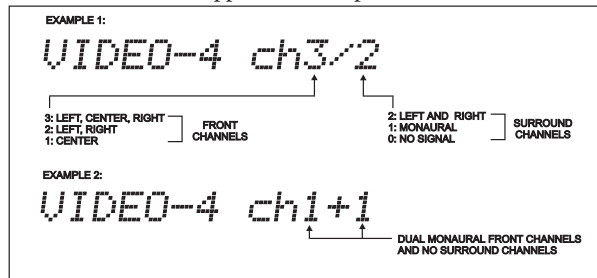 EXAMPLE 1:
VIDEO-4 ch3/2
3: LEFT, CENTER, RIGHT
2: LEFT, RIGHT
1: CENTER
FRONT
CHANNELS
2: LEFT AND RIGHT
1: MONAURAL
0: NO SIGNAL
SURROUND
CHANNELS
EXAMPLE 2:
VIDEO-4 ch1+1
DUAL MONAURAL FRONT CHANNELS
AND NO SURROUND CHANNELS